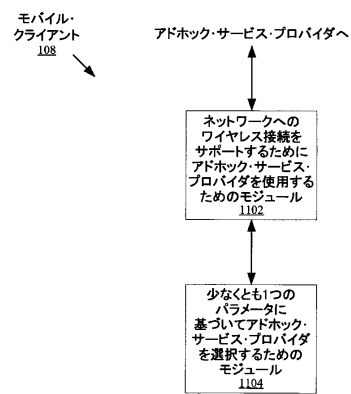 モバイル・
クライアント
108
アドホック・サービス・プロバイダへ
ネットワークへの
ワイヤレス接続を
サポートするために
アドホック・サービス・
プロバイダを使用する
ためのモジュール
1102
少なくとも1つの
パラメータに
基づいてアドホック・
サービス・プロバイダ
を選択するための
モジュール
1104